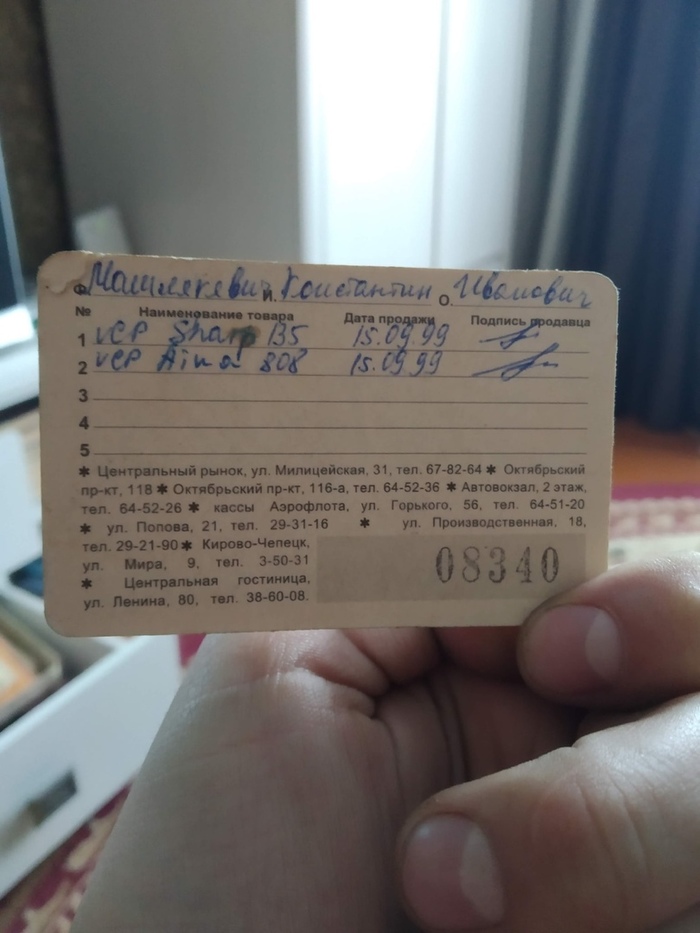 Ф. Машлякевич И. Константин О. Иванович
№ Наименование товара Дата продажи Подпись продавца
1 VCP Sharp B5 15.09.99
2 VCP Aiwa 808 15.09.99
3
4
5
✱ Центральный рынок, ул. Милицейская, 31, тел. 67-82-64 ✱ Октябрьский
пр-кт, 118 ✱ Октябрьский пр-кт, 116-а, тел. 64-52-36 ✱ Автовокзал, 2 этаж,
тел. 64-52-26 ✱ кассы Аэрофлота, ул. Горького, 56, тел. 64-51-20
✱ ул. Попова, 21, тел. 29-31-16 ✱ ул. Производственная, 18,
тел. 29-21-90 ✱ Кирово-Чепецк,
ул. Мира, 9, тел. 3-50-31
✱ Центральная гостиница,
ул. Ленина, 80, тел. 38-60-08.
08340